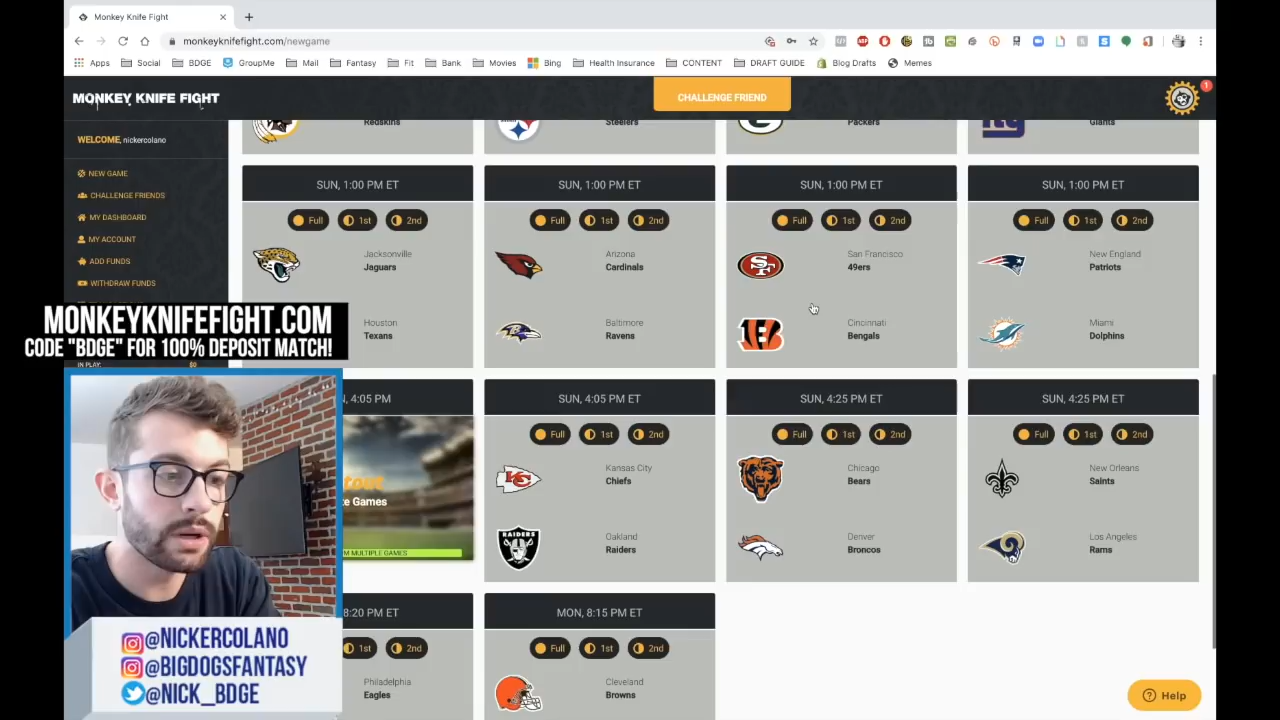 Monkey Knife Fight
monkeyknifefight.com/newgame
Apps Social BDGE GroupMe Mail Fantasy Fit Bank Movies Bing Health Insurance CONTENT DRAFT GUIDE Blog Drafts Memes
MONKEY KNIFE FIGHT
CHALLENGE FRIEND
1
WELCOME, nickercolano
NEW GAME
CHALLENGE FRIENDS
MY DASHBOARD
MY ACCOUNT
ADD FUNDS
WITHDRAW FUNDS
IN PLAY: $0
Redskins
Steelers
Packers
Giants
SUN, 1:00 PM ET
Full 1st 2nd
Jacksonville
Jaguars
Houston
Texans
SUN, 1:00 PM ET
Full 1st 2nd
Arizona
Cardinals
Baltimore
Ravens
SUN, 1:00 PM ET
Full 1st 2nd
San Francisco
49ers
Cincinnati
Bengals
SUN, 1:00 PM ET
Full 1st 2nd
New England
Patriots
Miami
Dolphins
4:05 PM
te Games
M MULTIPLE GAMES
SUN, 4:05 PM ET
Full 1st 2nd
Kansas City
Chiefs
Oakland
Raiders
SUN, 4:25 PM ET
Full 1st 2nd
Chicago
Bears
Denver
Broncos
SUN, 4:25 PM ET
Full 1st 2nd
New Orleans
Saints
Los Angeles
Rams
8:20 PM ET
1st 2nd
Philadelphia
Eagles
MON, 8:15 PM ET
Full 1st 2nd
Cleveland
Browns
Help
MONKEYKNIFEFIGHT.COM
CODE "BDGE" FOR 100% DEPOSIT MATCH!
@NICKERCOLANO
@BIGDOGSFANTASY
@NICK_BDGE